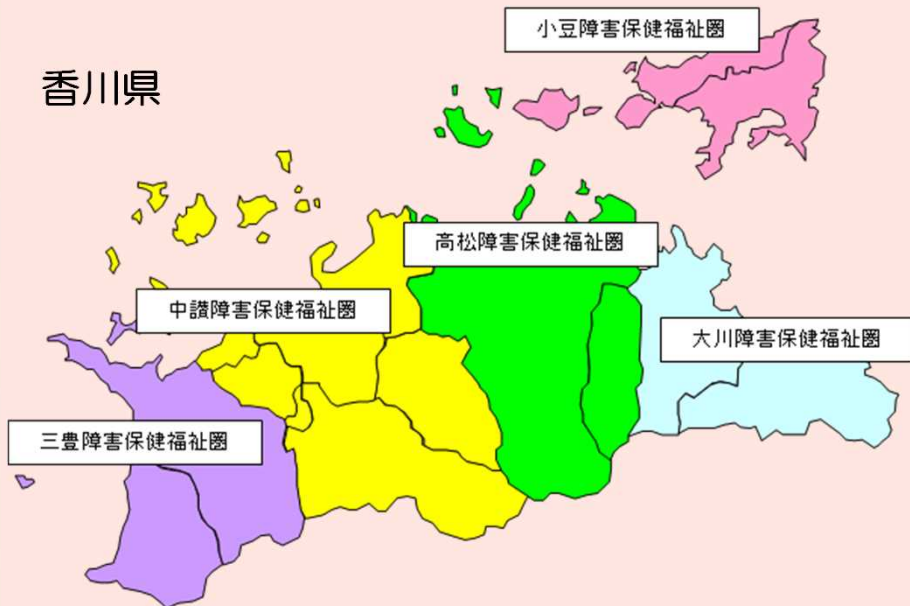 小豆障害保健福祉圏
香川県
高松障害保健福祉圏
中讃障害保健福祉圏
大川障害保健福祉圏
三豊障害保健福祉圏